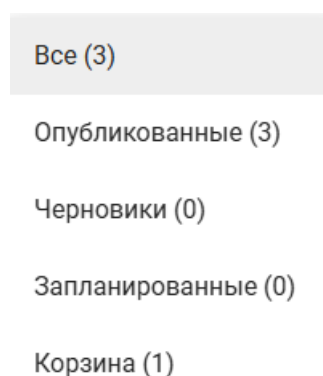 Все (3)
Опубликованные (3)
Черновики (0)
Запланированные (0)
Корзина (1)